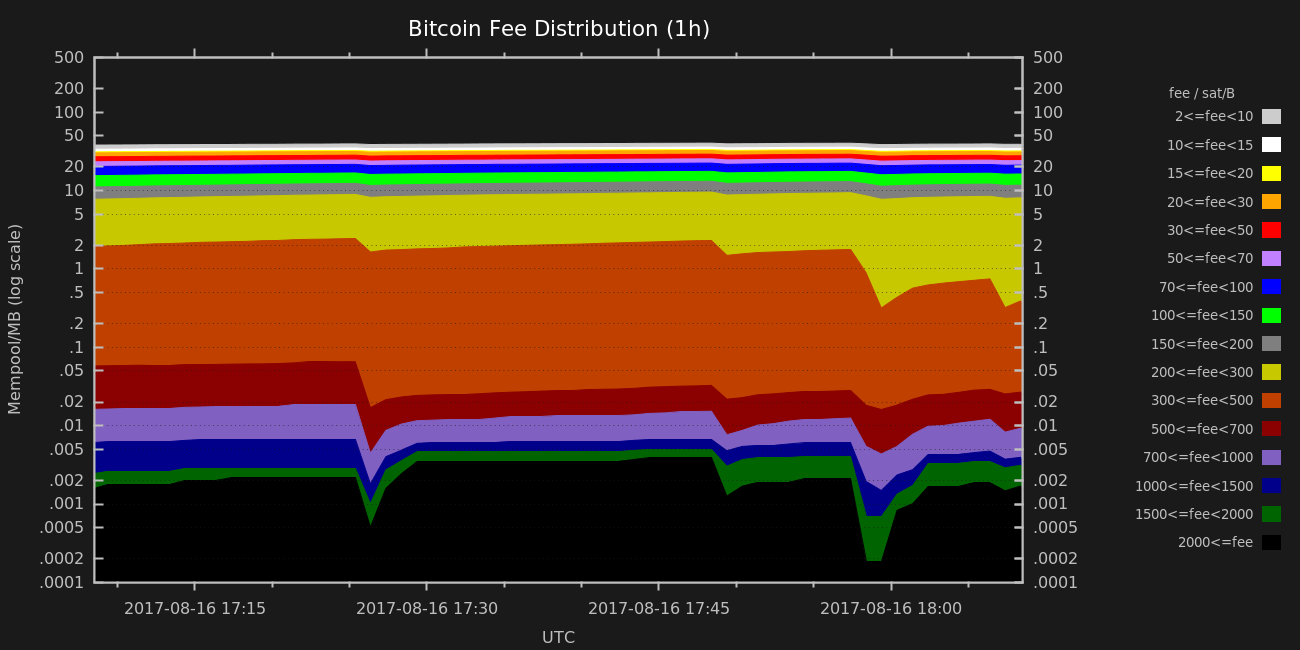 Bitcoin Fee Distribution (1h)
500
200
100
50
20
10
5
2
1
.5
.2
.1
.05
.02
.01
.005
.002
.001
.0005
.0002
.0001
Mempool/MB (log scale)
500
200
100
50
20
10
5
2
1
.5
.2
.1
.05
.02
.01
.005
.002
.001
.0005
.0002
.0001
2017-08-16 17:15
2017-08-16 17:30
2017-08-16 17:45
2017-08-16 18:00
UTC
fee / sat/B
2<=fee<10
10<=fee<15
15<=fee<20
20<=fee<30
30<=fee<50
50<=fee<70
70<=fee<100
100<=fee<150
150<=fee<200
200<=fee<300
300<=fee<500
500<=fee<700
700<=fee<1000
1000<=fee<1500
1500<=fee<2000
2000<=fee